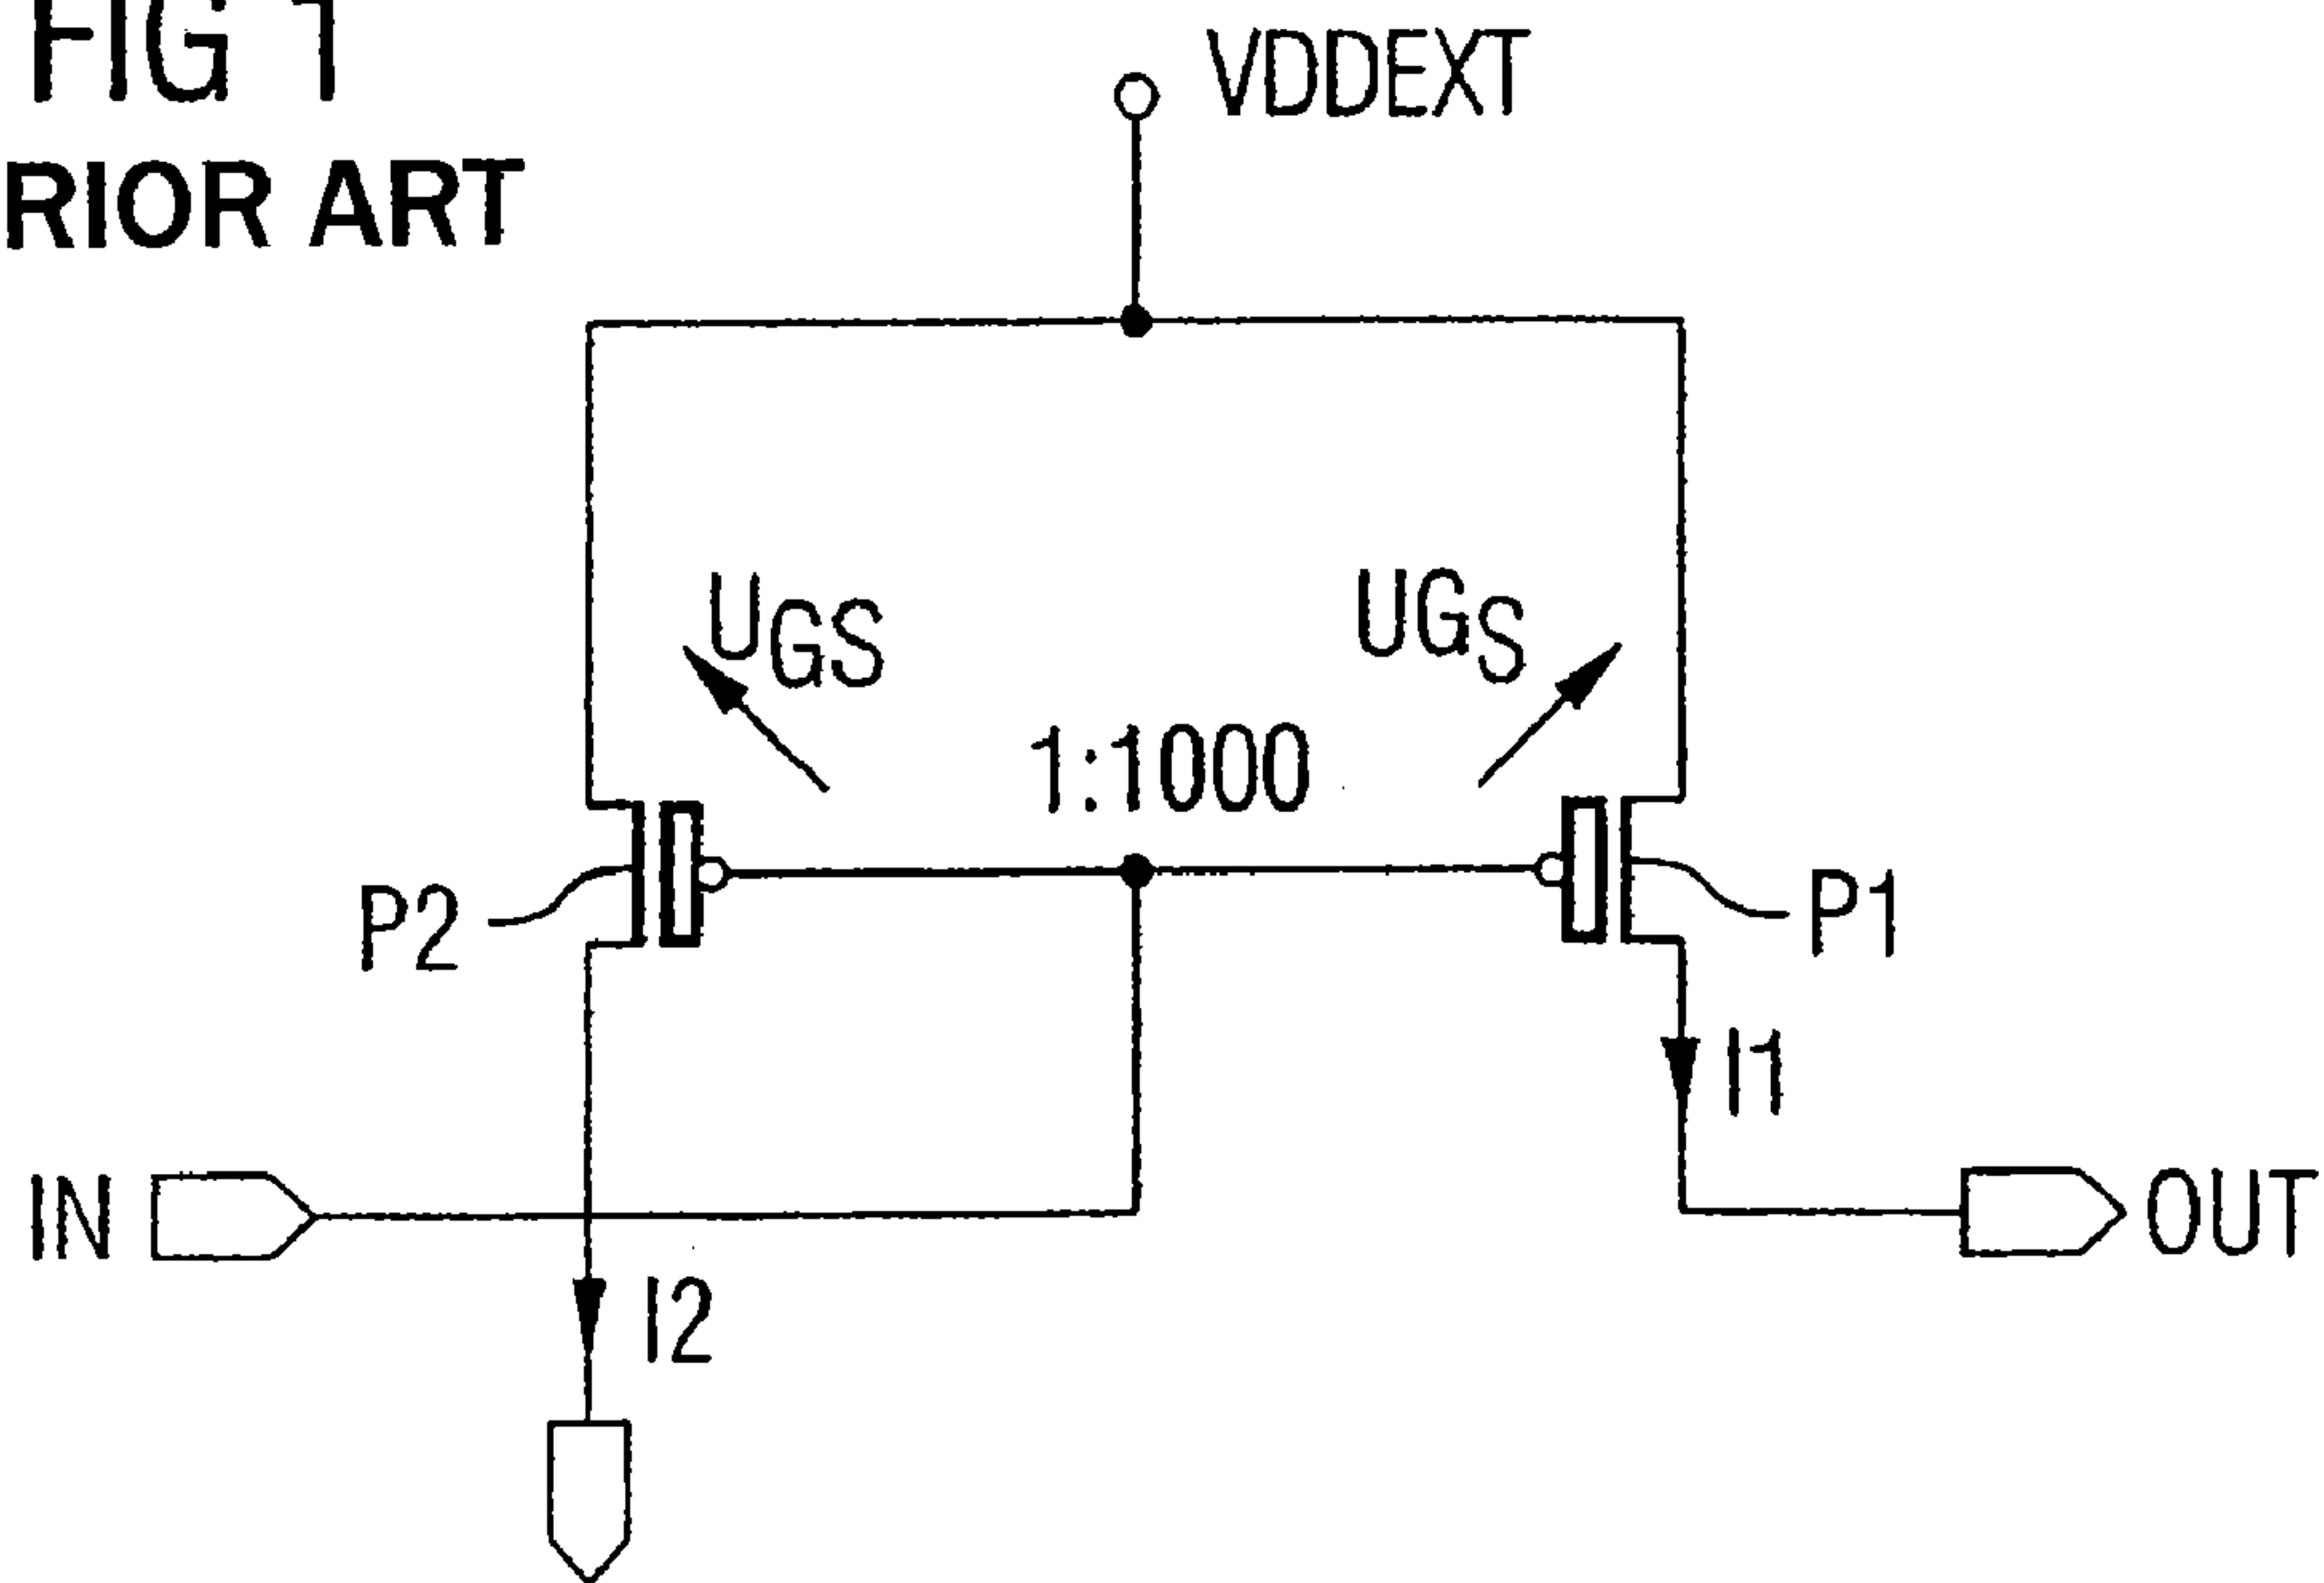 FIG 1
RIOR ART
VDDEXT
UGS
UGS
1:1000
P2
P1
I1
IN
OUT
I2